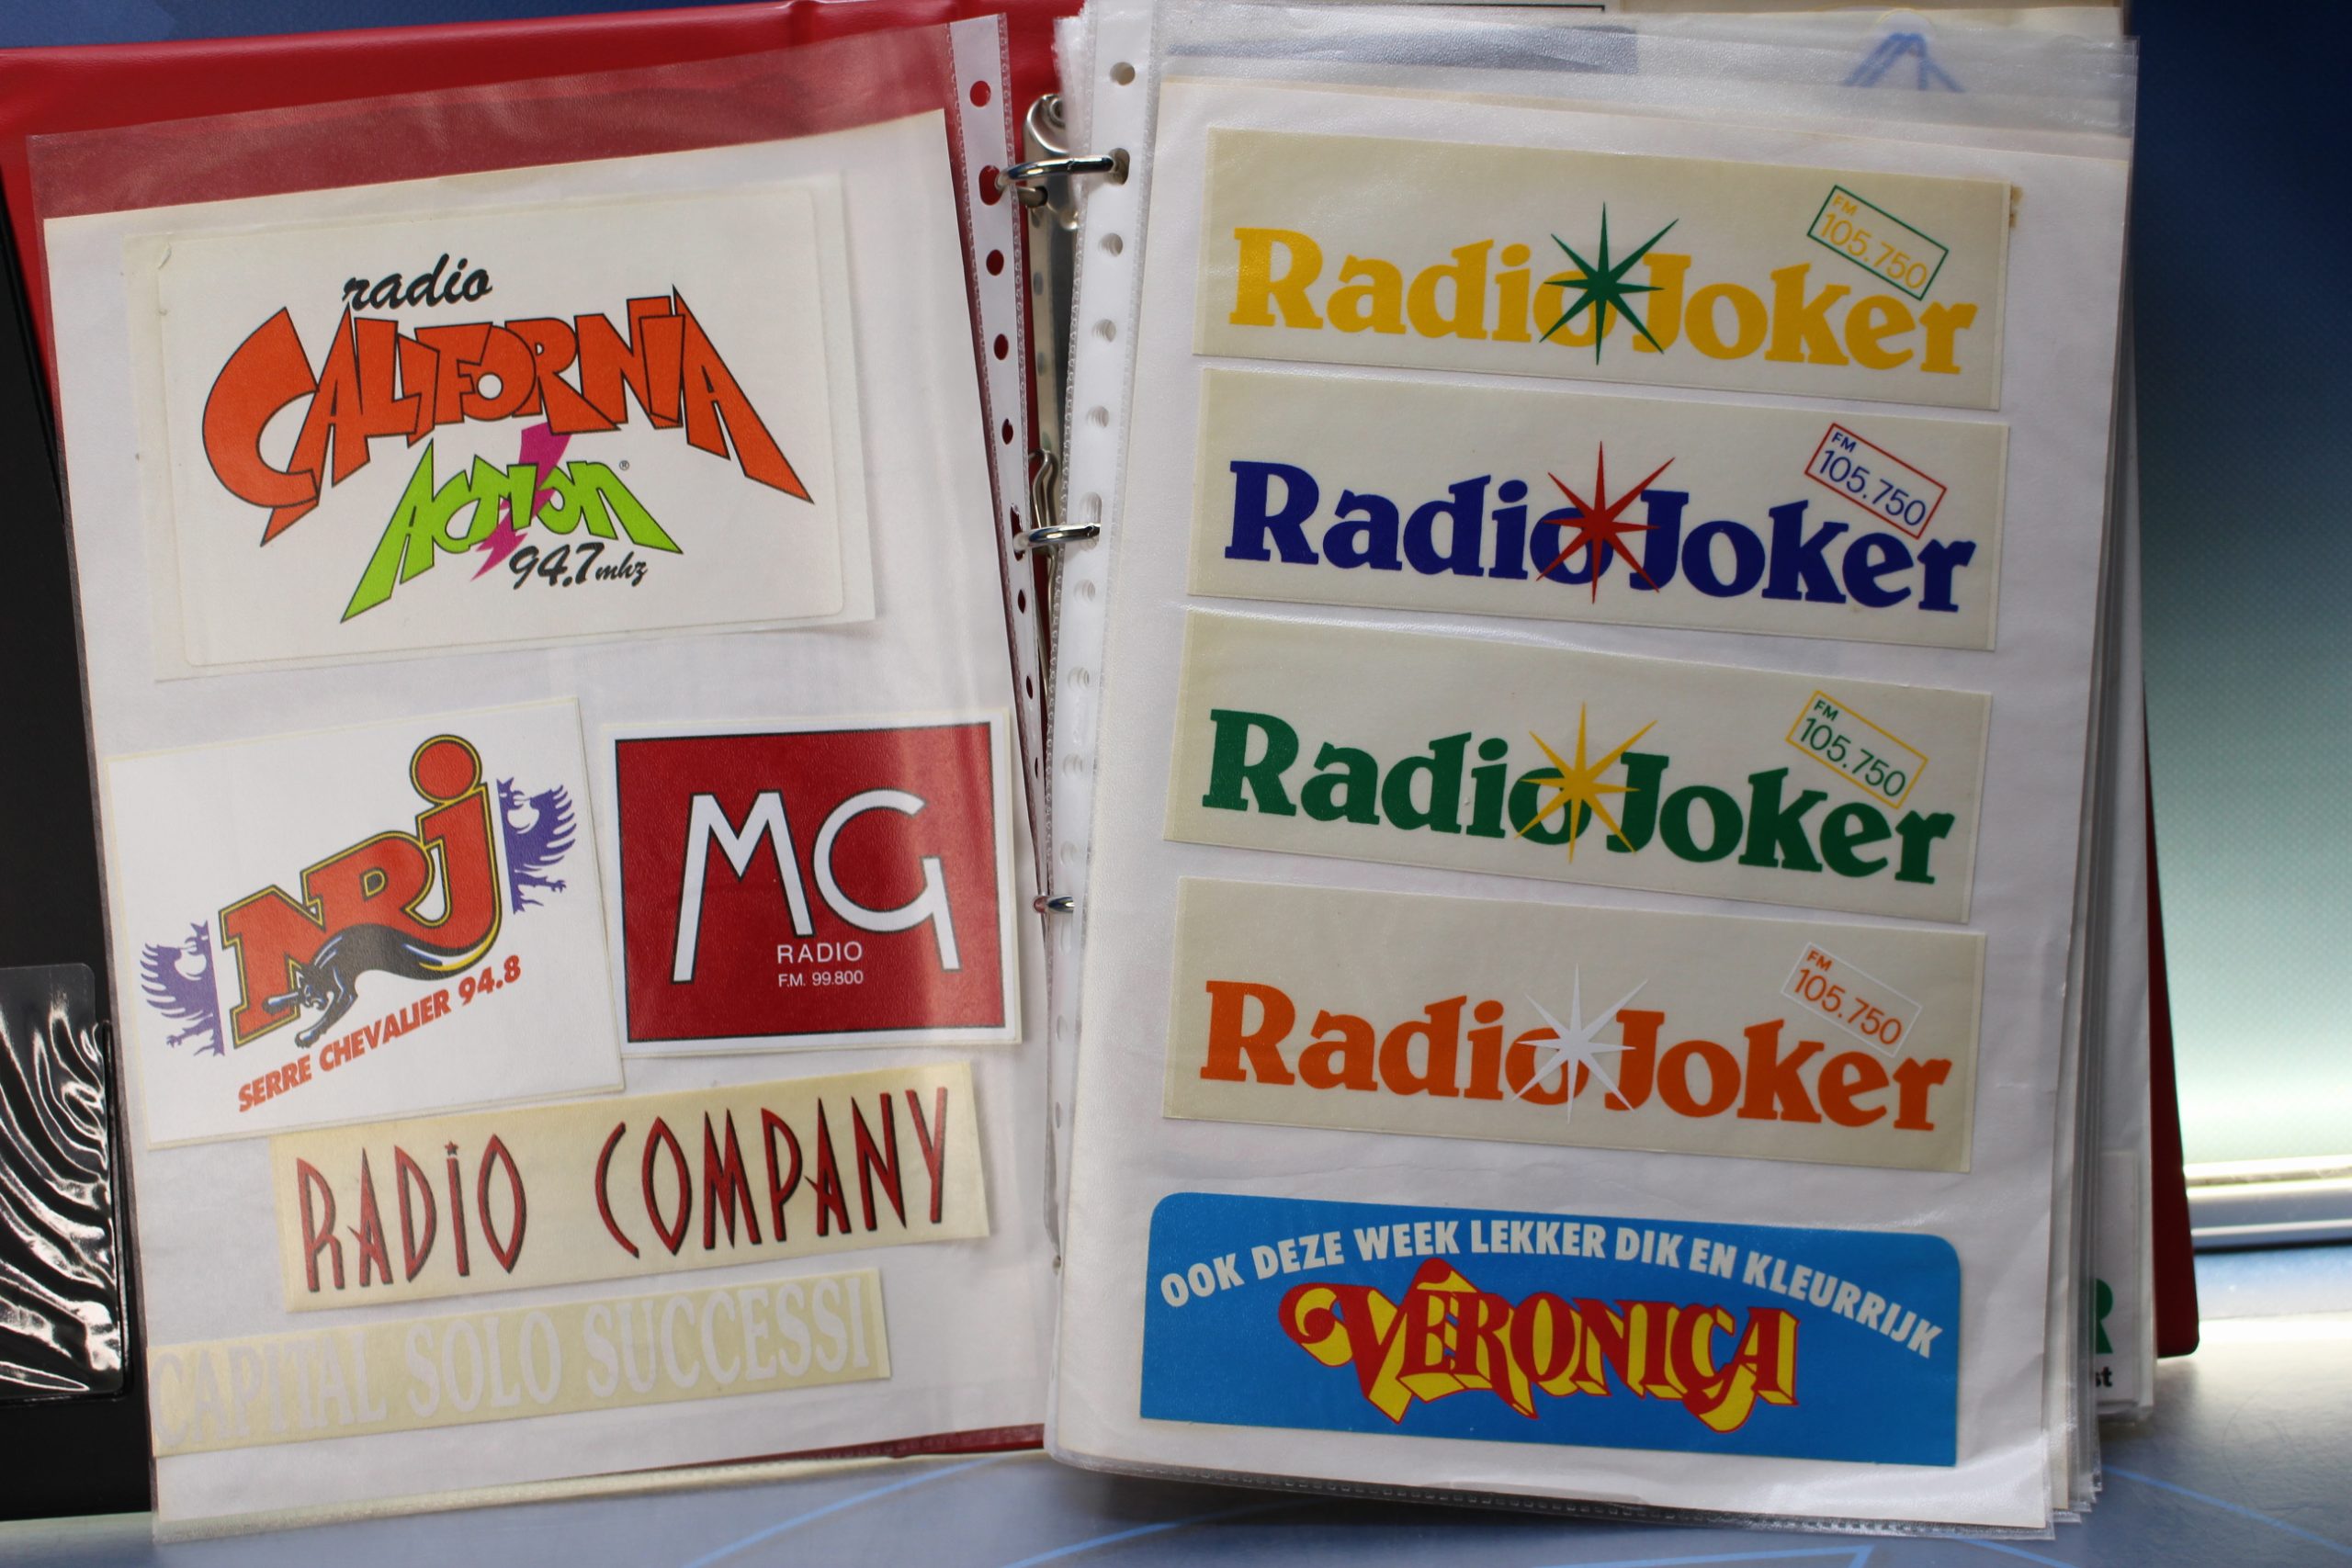 radio
CALIFORNIA
ACTION®
94.7 mhz
NRJ
SERRE CHEVALIER 94.8
MG
RADIO
F.M. 99.800
RADiO COMPANY
CAPITAL SOLO SUCCESSI
FM
105.750
Radio Joker
FM
105.750
Radio Joker
FM
105.750
Radio Joker
FM
105.750
Radio Joker
OOK DEZE WEEK LEKKER DIK EN KLEURRIJK
VERONICA